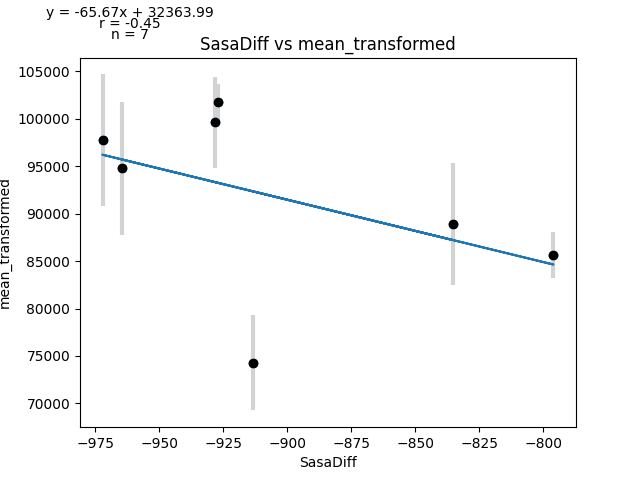 y = -65.67x + 32363.99
r = -0.45
n = 7
SasaDiff vs mean_transformed
105000
100000
95000
90000
85000
80000
75000
70000
mean_transformed
−975 −950 −925 −900 −875 −850 −825 −800
SasaDiff